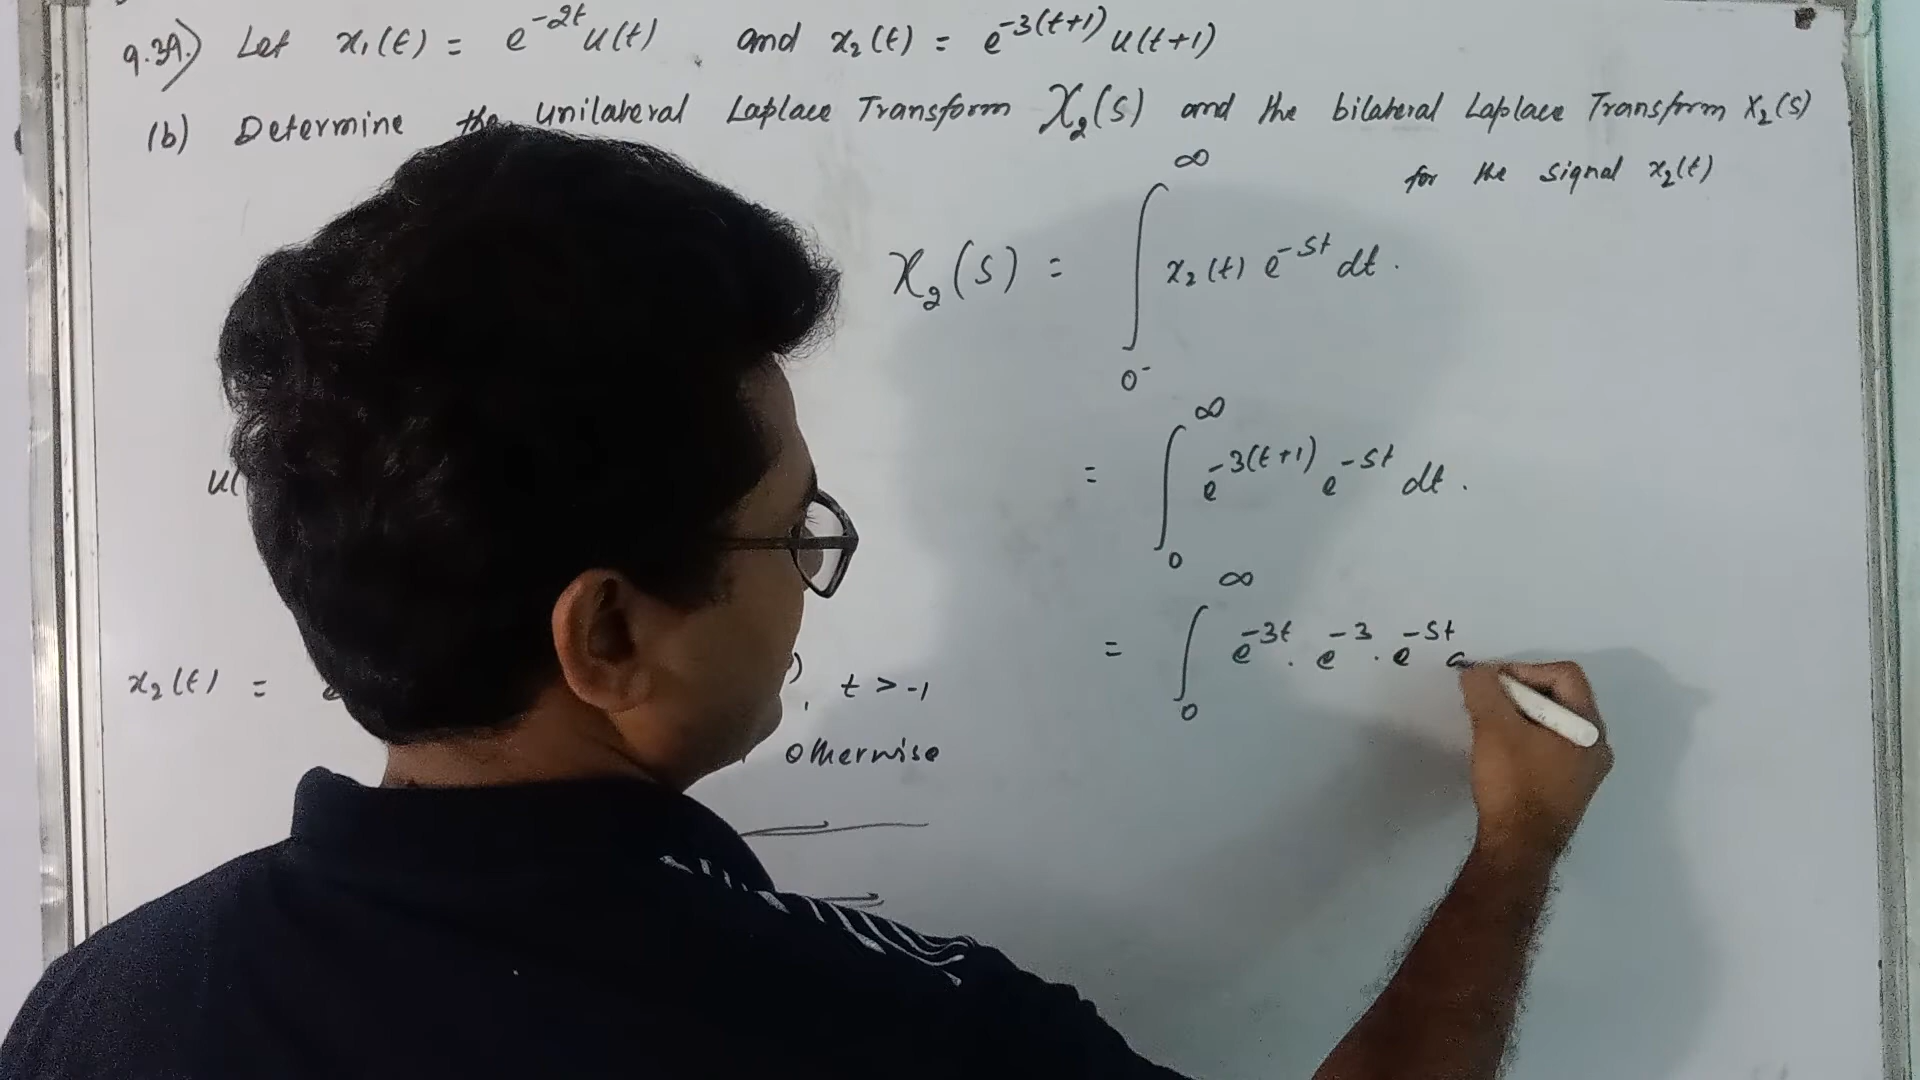 9.39.) Let x₁(t) = e^{-2t} u(t) and x₂(t) = e^{-3(t+1)} u(t+1)
(b) Determine the unilateral Laplace Transform 𝒳₂(s) and the bilateral Laplace Transform X₂(s)
for the signal x₂(t)
𝒳₂(s) = ∫_{0⁻}^{∞} x₂(t) e^{-st} dt.
= ∫_{0}^{∞} e^{-3(t+1)} e^{-st} dt.
u(
= ∫_{0}^{∞} e^{-3t} . e^{-3} . e^{-st}
x₂(t) = ) , t > -1
otherwise